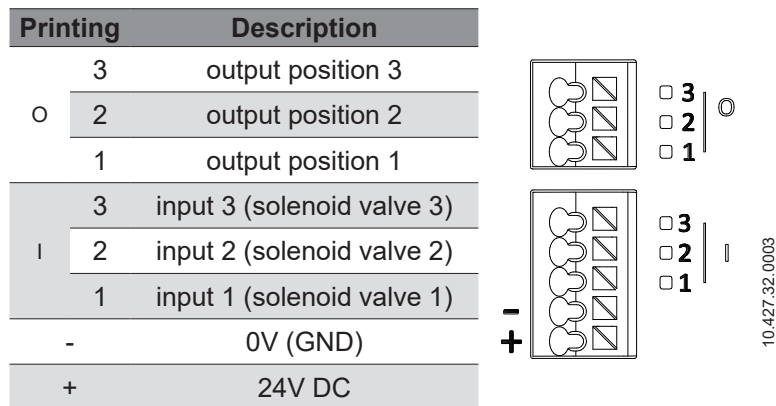 Printing Description
3 output position 3
O 2 output position 2
1 output position 1
3 input 3 (solenoid valve 3)
I 2 input 2 (solenoid valve 2)
1 input 1 (solenoid valve 1)
- 0V (GND)
+ 24V DC
3
2 O
1
3
2 I
1
-
+
10.427.32.0003